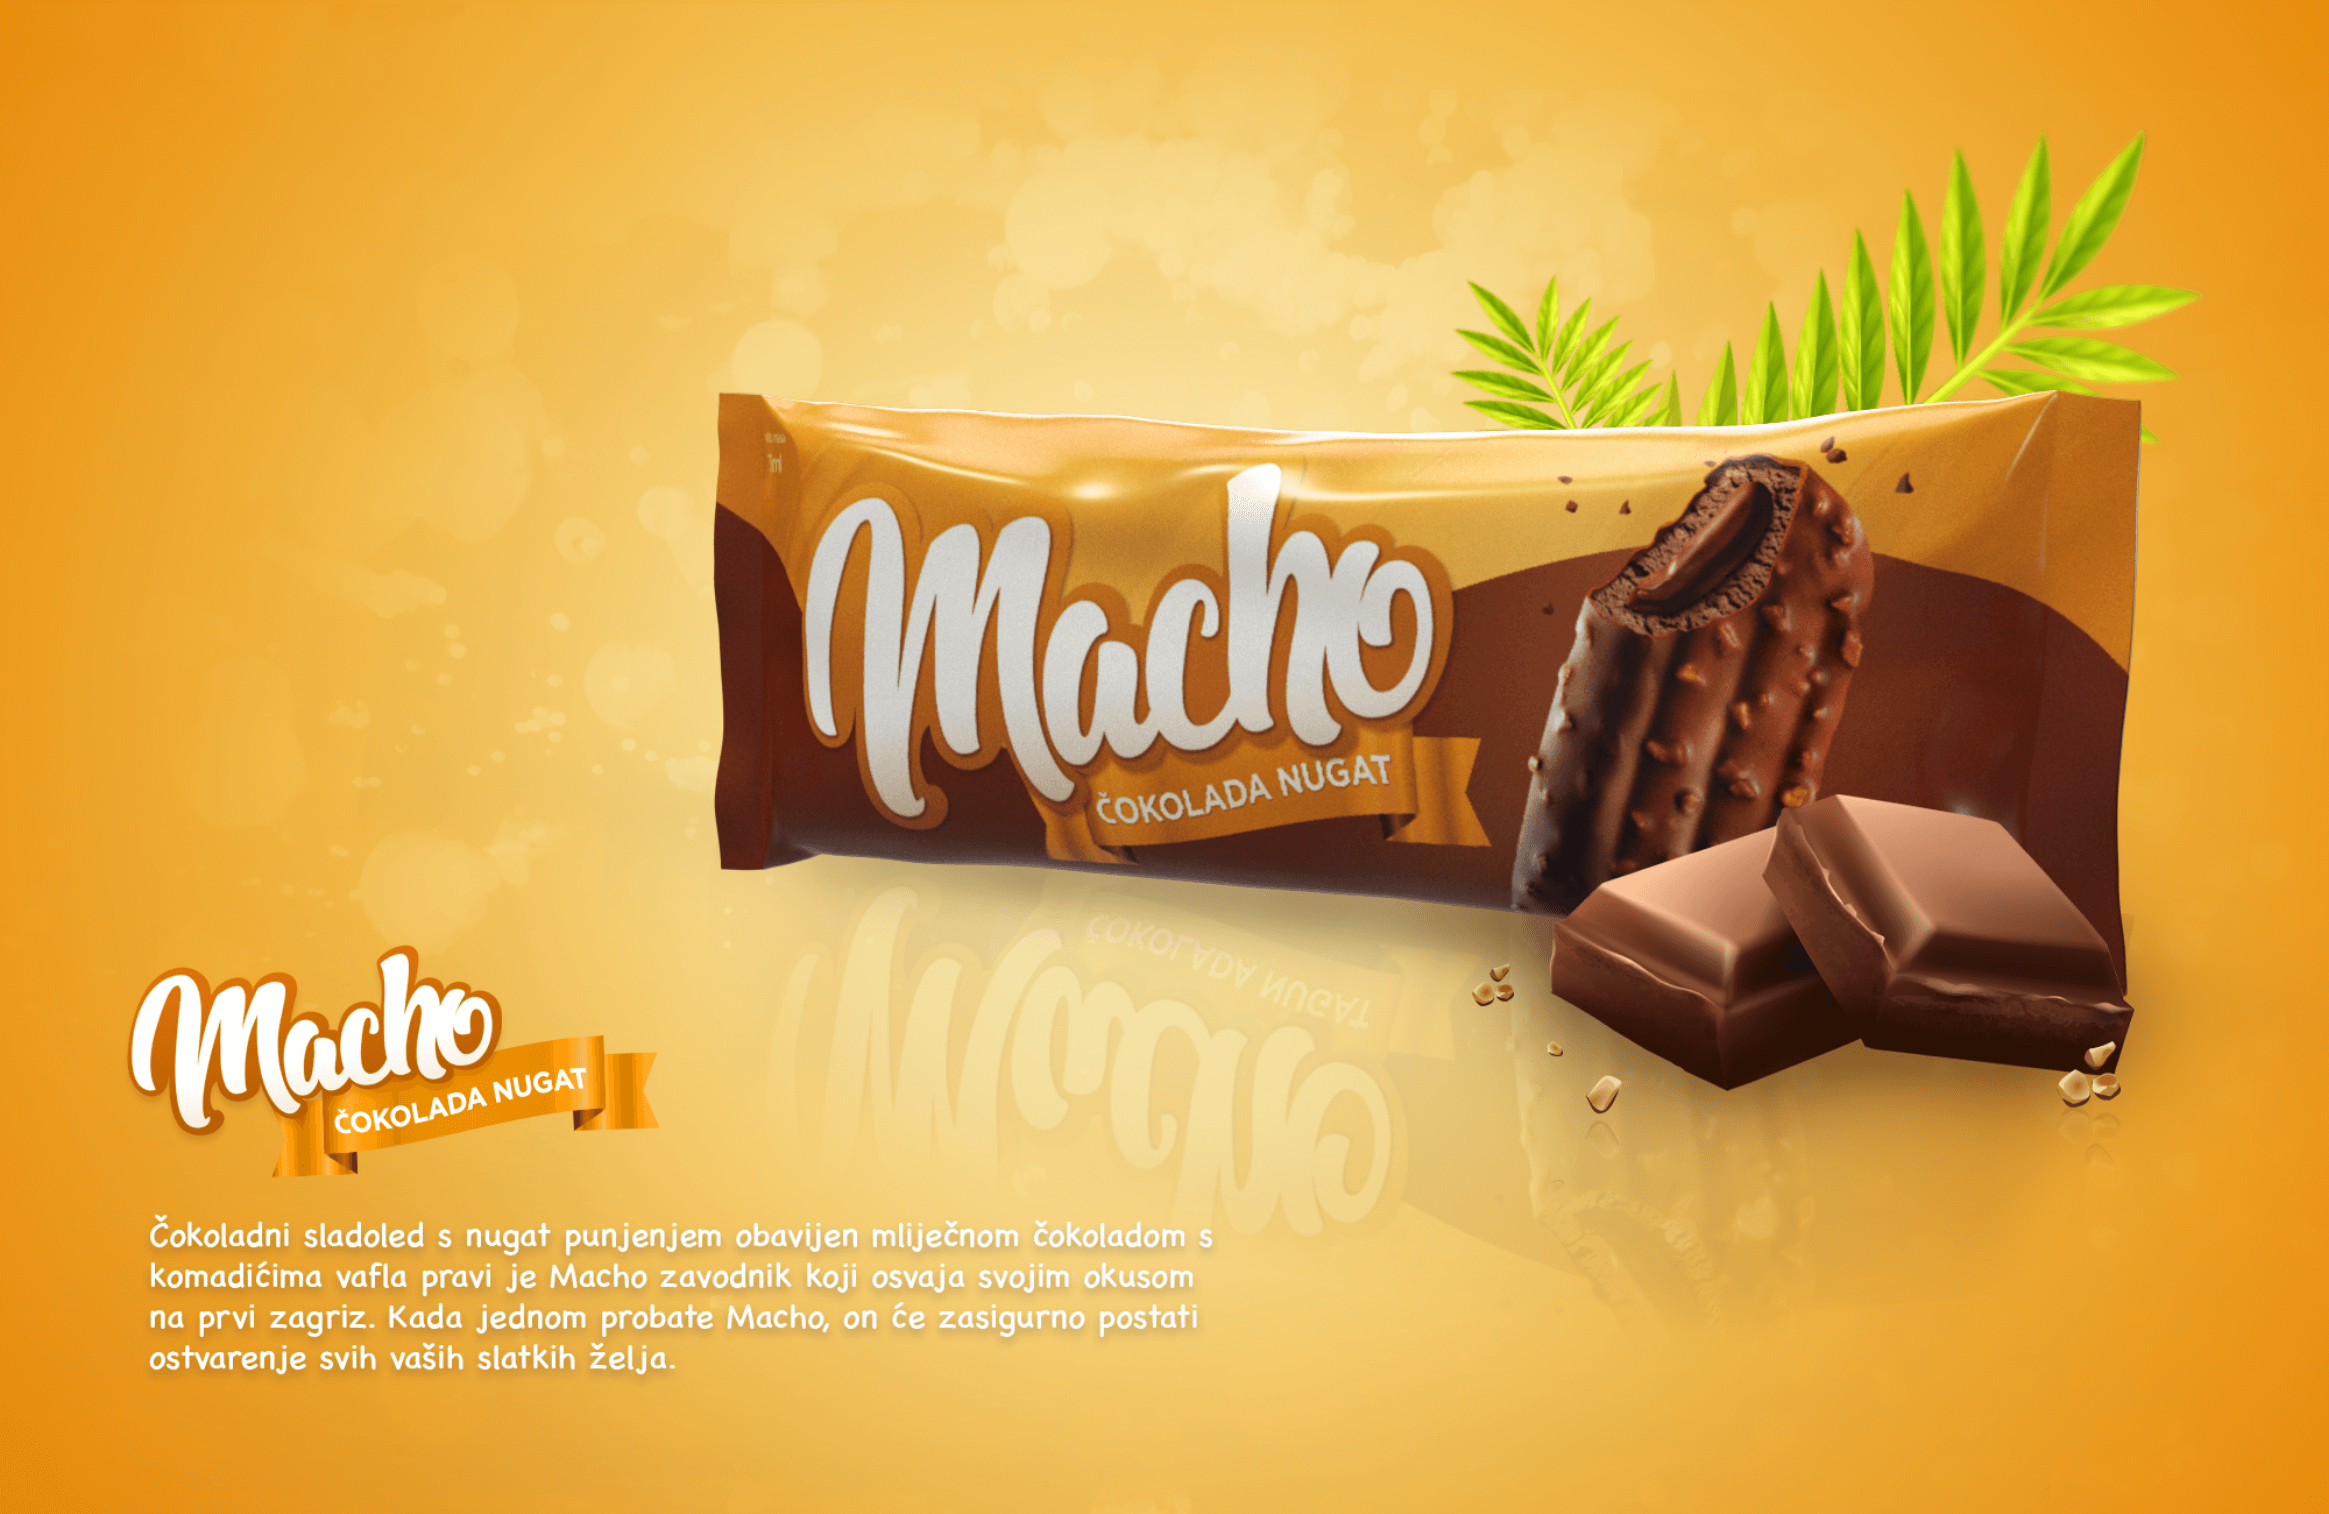 Macho
ČOKOLADA NUGAT
Macho
ČOKOLADA NUGAT
Čokoladni sladoled s nugat punjenjem obavijen mliječnom čokoladom s
komadićima vafla pravi je Macho zavodnik koji osvaja svojim okusom
na prvi zagriz. Kada jednom probate Macho, on će zasigurno postati
ostvarenje svih vaših slatkih želja.